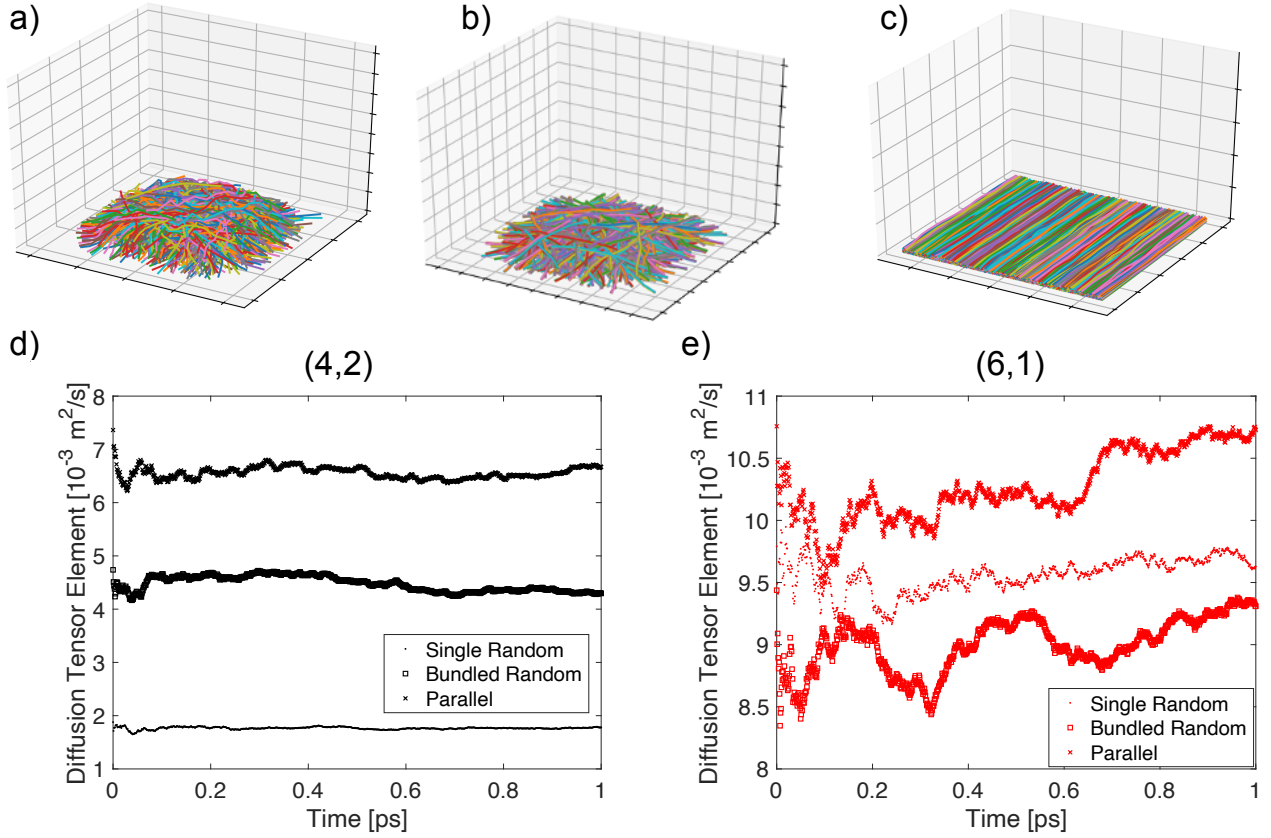 a)
b)
c)
d)
(4,2)
Diffusion Tensor Element [10⁻³ m²/s]
8
7
6
5
4
3
2
1
Single Random
Bundled Random
Parallel
0
0.2
0.4
0.6
0.8
1
Time [ps]
e)
(6,1)
Diffusion Tensor Element [10⁻³ m²/s]
11
10.5
10
9.5
9
8.5
8
Single Random
Bundled Random
Parallel
0
0.2
0.4
0.6
0.8
1
Time [ps]